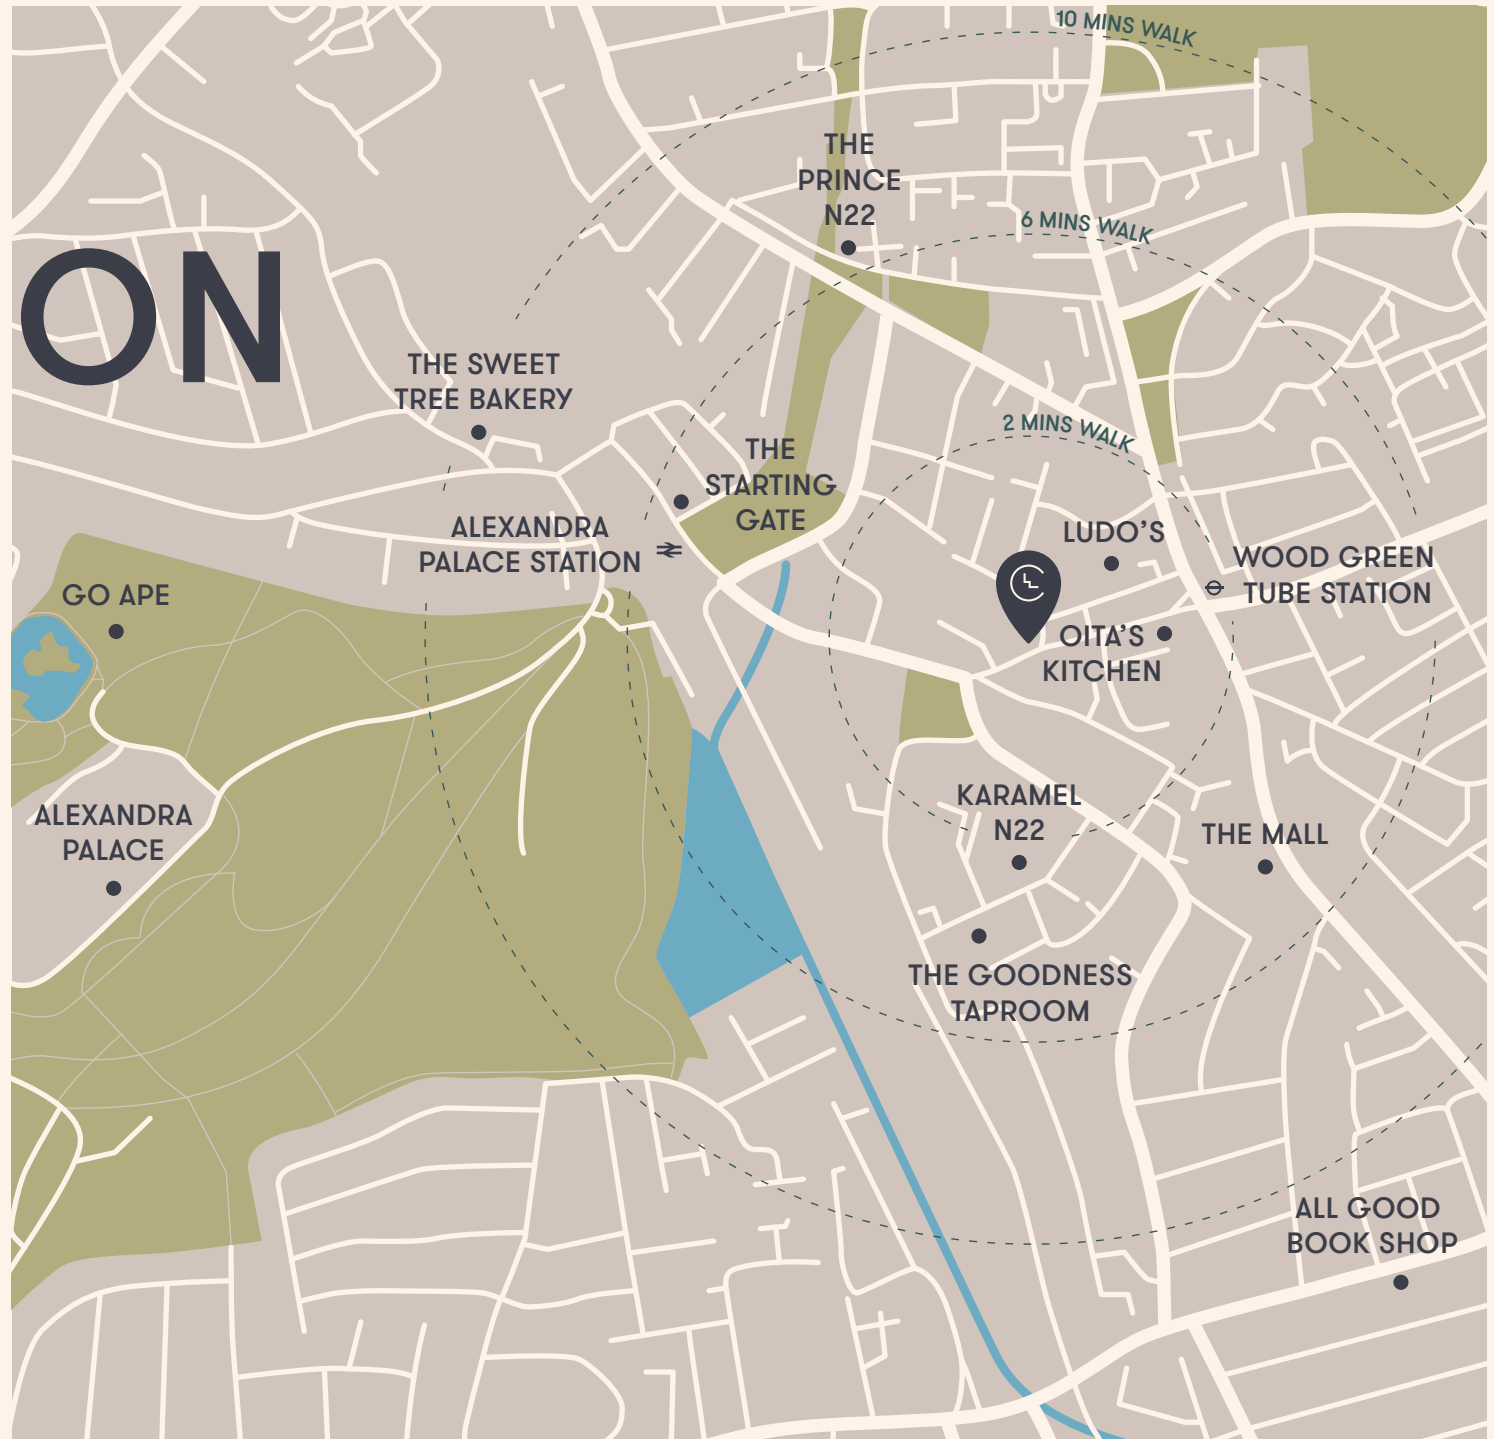 10 MINS WALK
THE
PRINCE
N22
6 MINS WALK
ON
THE SWEET
TREE BAKERY
2 MINS WALK
THE
STARTING
GATE
ALEXANDRA
PALACE STATION
LUDO’S
WOOD GREEN
TUBE STATION
GO APE
OITA’S
KITCHEN
ALEXANDRA
PALACE
KARAMEL
N22
THE MALL
THE GOODNESS
TAPROOM
ALL GOOD
BOOK SHOP